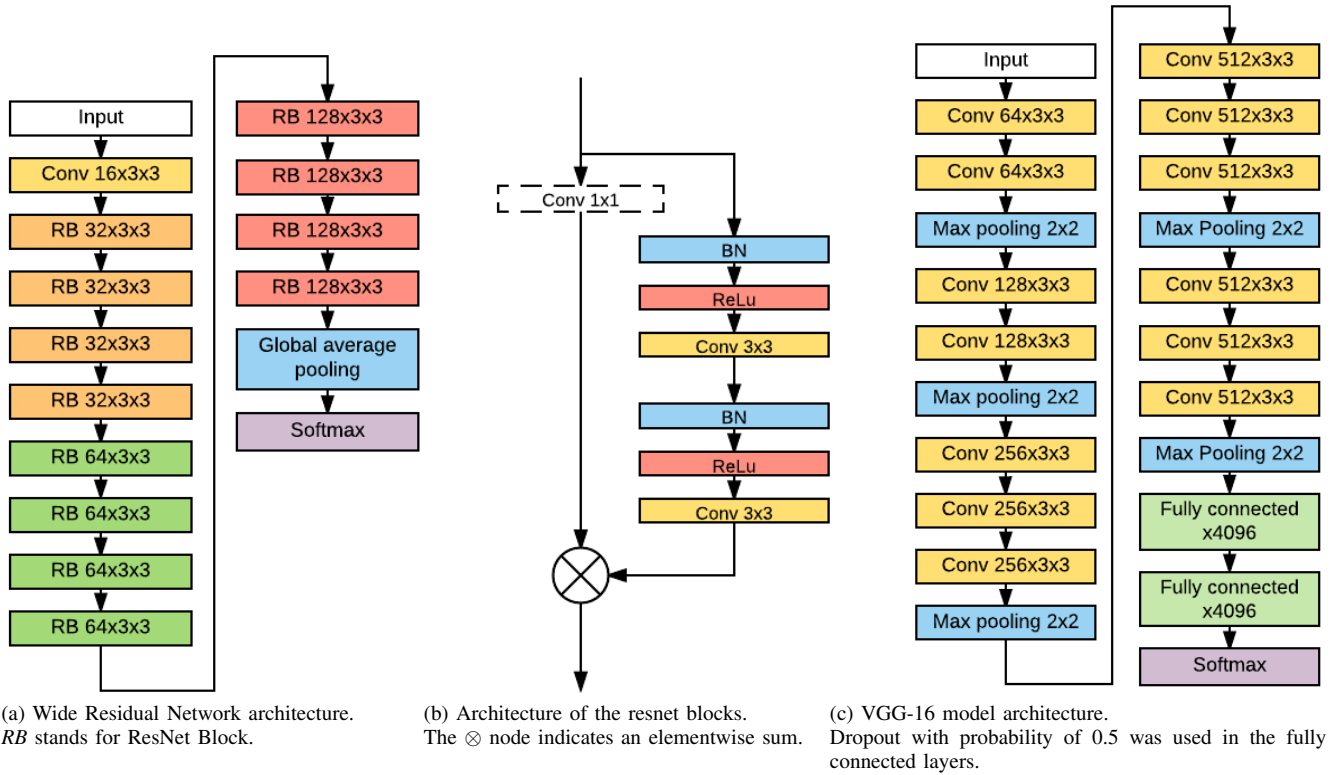 Input
Conv 16x3x3
RB 32x3x3
RB 32x3x3
RB 32x3x3
RB 32x3x3
RB 64x3x3
RB 64x3x3
RB 64x3x3
RB 64x3x3
RB 128x3x3
RB 128x3x3
RB 128x3x3
RB 128x3x3
Global average
pooling
Softmax
(a) Wide Residual Network architecture.
RB stands for ResNet Block.
Conv 1x1
BN
ReLu
Conv 3x3
BN
ReLu
Conv 3x3
(b) Architecture of the resnet blocks.
The ⊗ node indicates an elementwise sum.
Input
Conv 64x3x3
Conv 64x3x3
Max pooling 2x2
Conv 128x3x3
Conv 128x3x3
Max pooling 2x2
Conv 256x3x3
Conv 256x3x3
Conv 256x3x3
Max pooling 2x2
Conv 512x3x3
Conv 512x3x3
Conv 512x3x3
Max Pooling 2x2
Conv 512x3x3
Conv 512x3x3
Conv 512x3x3
Max Pooling 2x2
Fully connected
x4096
Fully connected
x4096
Softmax
(c) VGG-16 model architecture.
Dropout with probability of 0.5 was used in the fully
connected layers.